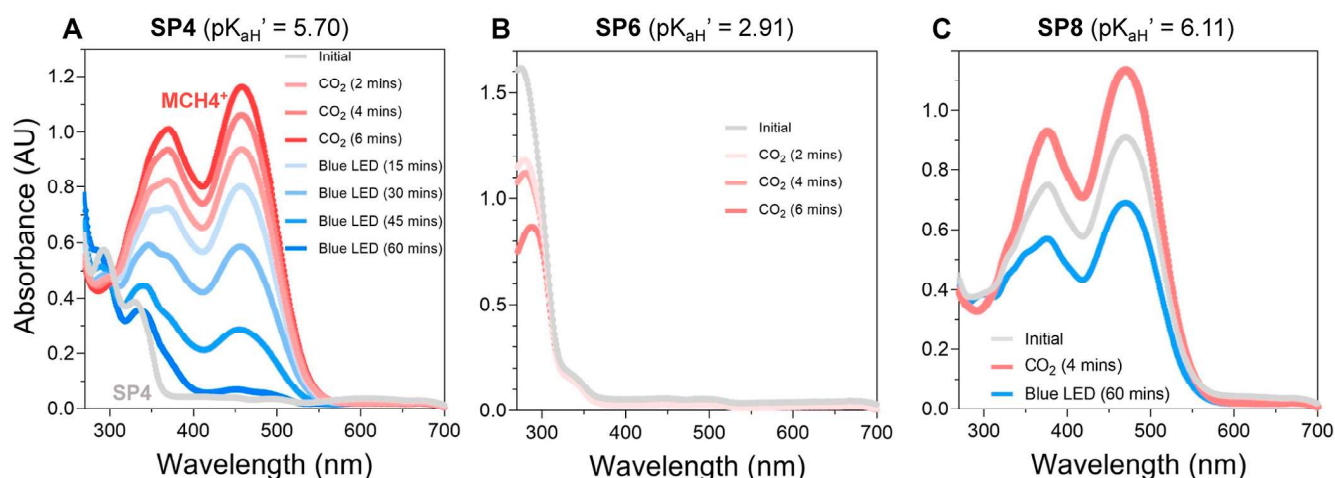 A SP4 (pKaH' = 5.70)
Absorbance (AU)
1.2
1.0
0.8
0.6
0.4
0.2
0.0
MCH4⁺
SP4
Initial
CO₂ (2 mins)
CO₂ (4 mins)
CO₂ (6 mins)
Blue LED (15 mins)
Blue LED (30 mins)
Blue LED (45 mins)
Blue LED (60 mins)
300 400 500 600 700
Wavelength (nm)
B SP6 (pKaH' = 2.91)
1.5
1.0
0.5
0.0
Initial
CO₂ (2 mins)
CO₂ (4 mins)
CO₂ (6 mins)
300 400 500 600 700
Wavelength (nm)
C SP8 (pKaH' = 6.11)
1.0
0.8
0.6
0.4
0.2
0.0
Initial
CO₂ (4 mins)
Blue LED (60 mins)
300 400 500 600 700
Wavelength (nm)